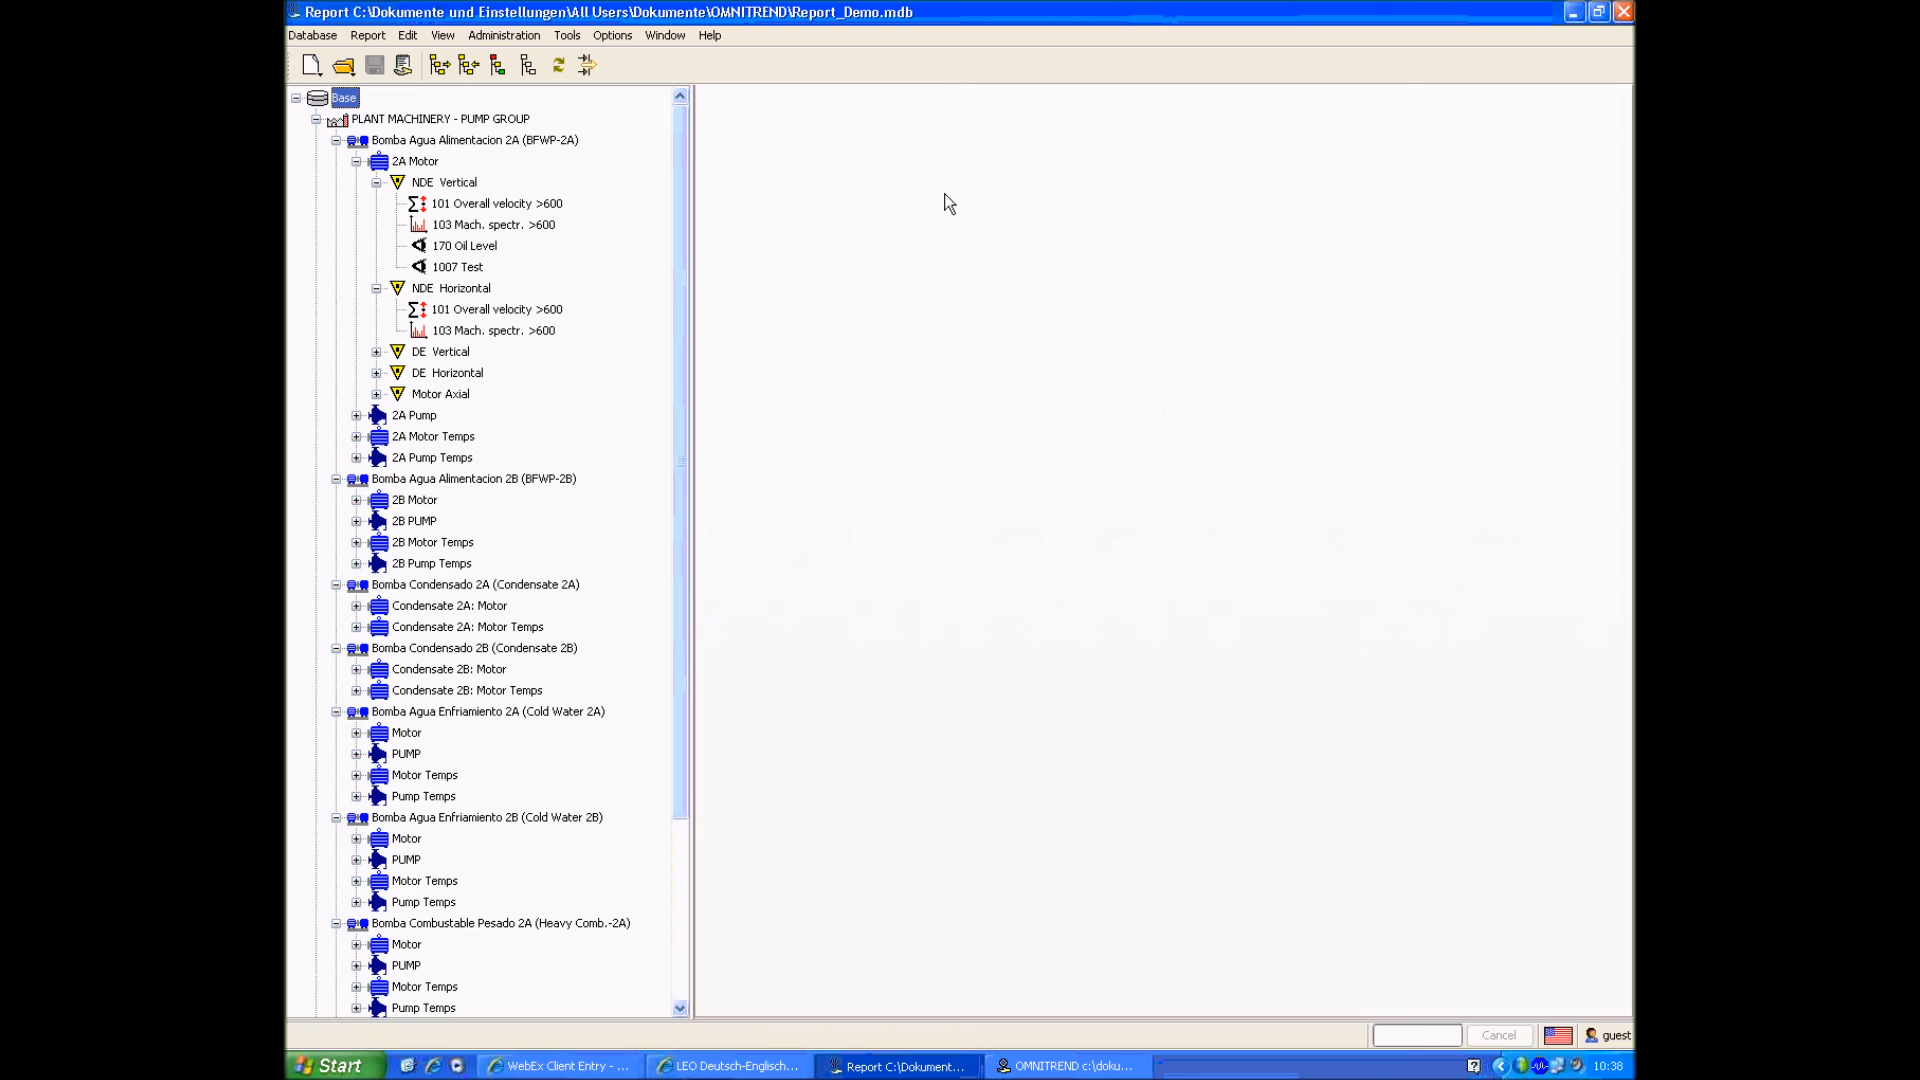 Report C:\Dokumente und Einstellungen\All Users\Dokumente\OMNITREND\Report_Demo.mdb
Database Report Edit View Administration Tools Options Window Help
Base
PLANT MACHINERY - PUMP GROUP
Bomba Agua Alimentacion 2A (BFWP-2A)
2A Motor
NDE Vertical
101 Overall velocity >600
103 Mach. spectr. >600
170 Oil Level
1007 Test
NDE Horizontal
101 Overall velocity >600
103 Mach. spectr. >600
DE Vertical
DE Horizontal
Motor Axial
2A Pump
2A Motor Temps
2A Pump Temps
Bomba Agua Alimentacion 2B (BFWP-2B)
2B Motor
2B PUMP
2B Motor Temps
2B Pump Temps
Bomba Condensado 2A (Condensate 2A)
Condensate 2A: Motor
Condensate 2A: Motor Temps
Bomba Condensado 2B (Condensate 2B)
Condensate 2B: Motor
Condensate 2B: Motor Temps
Bomba Agua Enfriamiento 2A (Cold Water 2A)
Motor
PUMP
Motor Temps
Pump Temps
Bomba Agua Enfriamiento 2B (Cold Water 2B)
Motor
PUMP
Motor Temps
Pump Temps
Bomba Combustable Pesado 2A (Heavy Comb.-2A)
Motor
PUMP
Motor Temps
Pump Temps
Cancel guest
Start WebEx Client Entry - ... LEO Deutsch-Englisch... Report C:\Dokument... OMNITREND c:\doku... 10:38